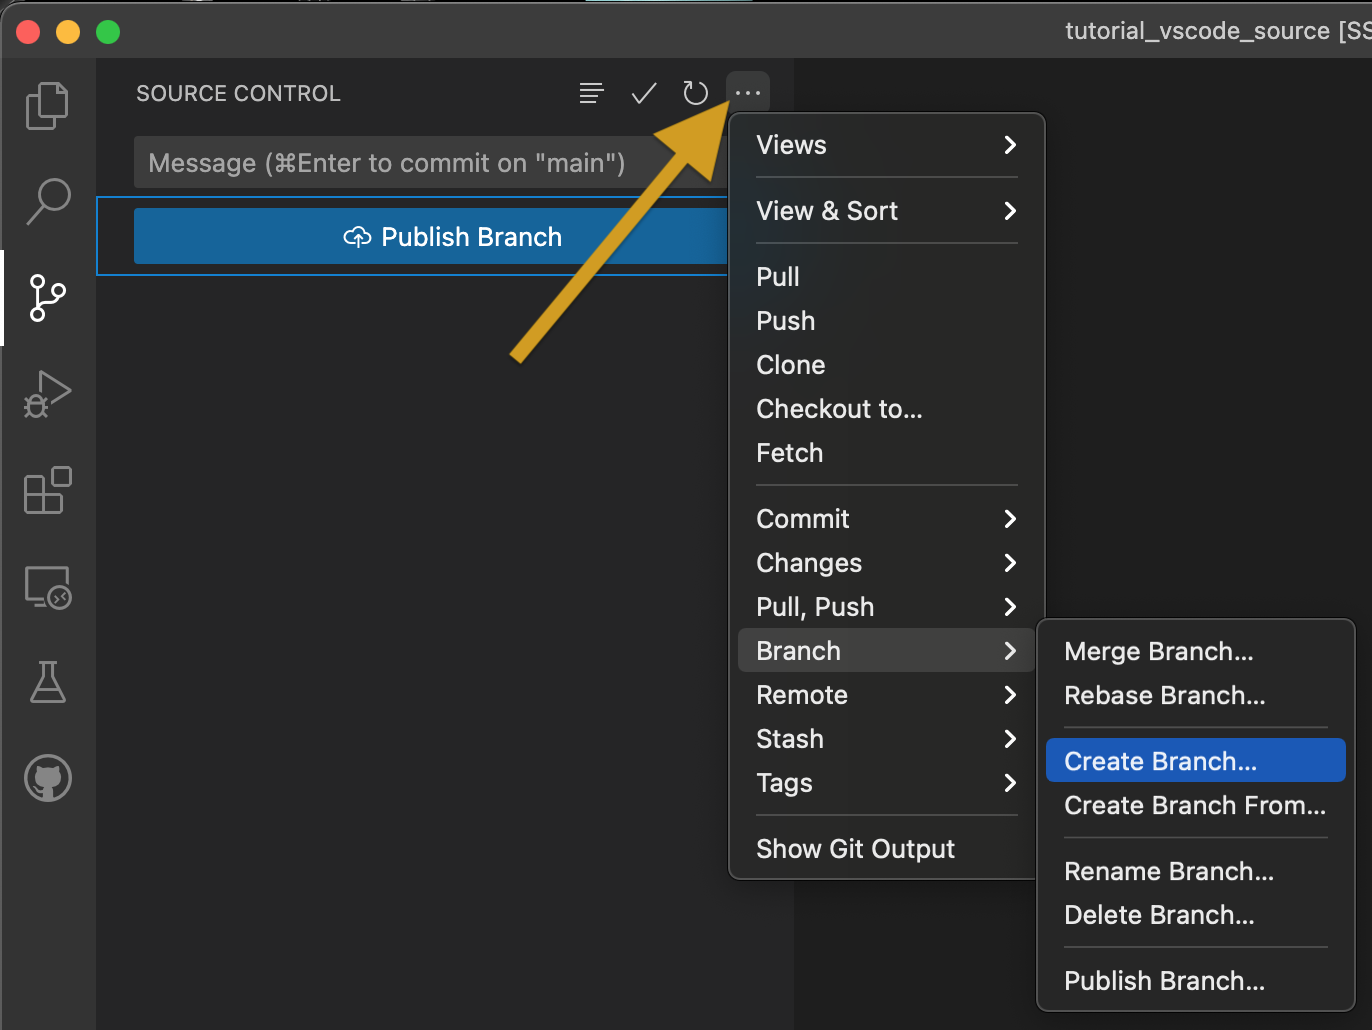 tutorial_vscode_source [SS
SOURCE CONTROL
Message (⌘Enter to commit on "main")
Publish Branch
Views
View & Sort
Pull
Push
Clone
Checkout to...
Fetch
Commit
Changes
Pull, Push
Branch
Remote
Stash
Tags
Show Git Output
Merge Branch...
Rebase Branch...
Create Branch...
Create Branch From...
Rename Branch...
Delete Branch...
Publish Branch...